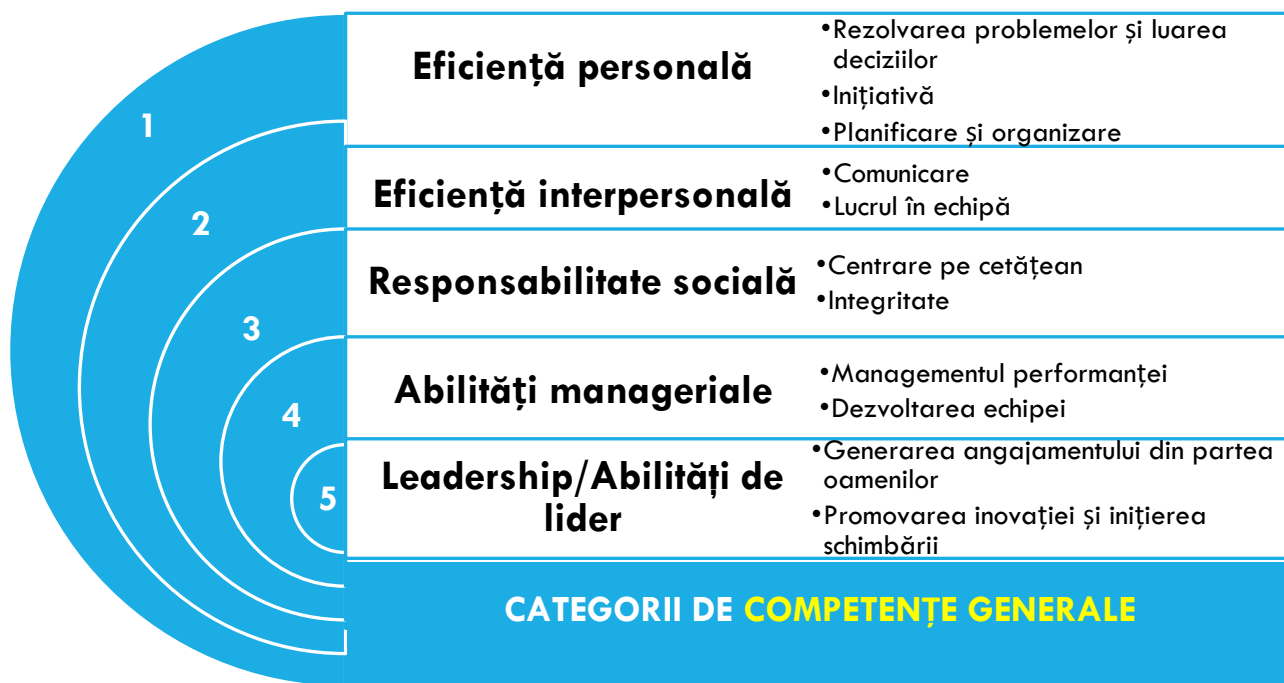 1
Eficiență personală
•Rezolvarea problemelor și luarea
deciziilor
•Inițiativă
•Planificare și organizare
2
Eficiență interpersonală
•Comunicare
•Lucrul în echipă
3
Responsabilitate socială
•Centrare pe cetățean
•Integritate
4
Abilități manageriale
•Managementul performanței
•Dezvoltarea echipei
5
Leadership/Abilități de
lider
•Generarea angajamentului din partea
oamenilor
•Promovarea inovației și inițierea
schimbării
CATEGORII DE COMPETENȚE GENERALE